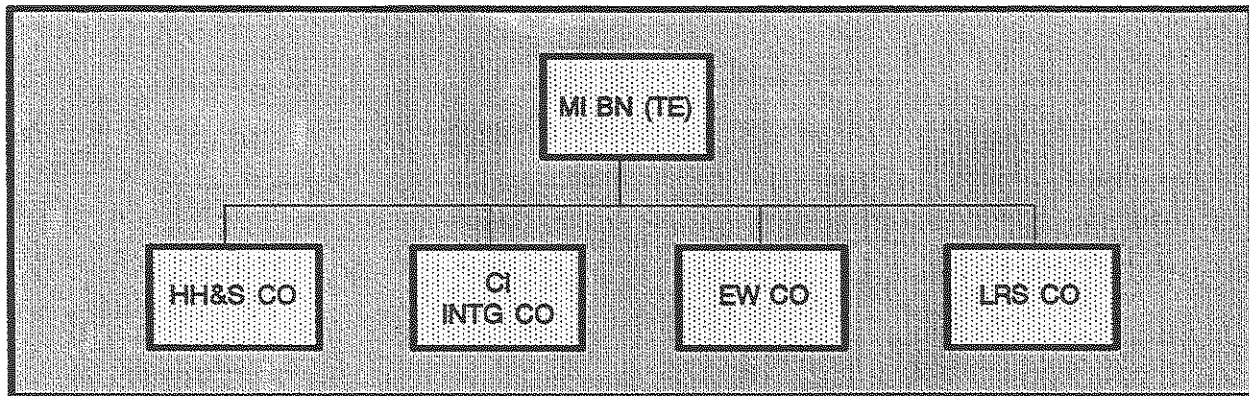 MI BN (TE)
HH&S CO
CI
INTG CO
EW CO
LRS CO